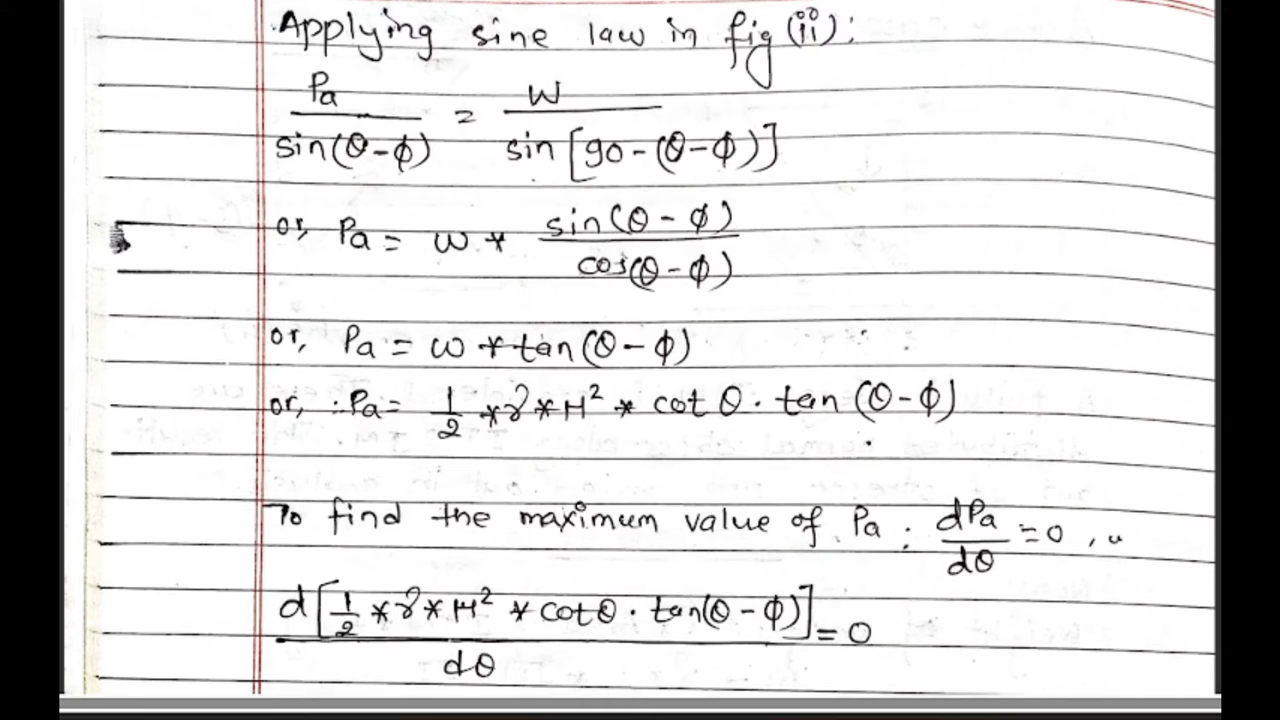 Applying sine law in fig (ii):
Pa / sin(θ-ϕ) = W / sin[90-(θ-ϕ)]
or, Pa = w * sin(θ-ϕ) / cos(θ-ϕ)
or, Pa = w * tan(θ-ϕ)
or, ∴Pa = 1/2 *γ*H² * cot θ. tan (θ-ϕ)
To find the maximum value of Pa: dPa/dθ = 0,
d[1/2 *γ*H² * cotθ. tan(θ-ϕ)] / dθ = 0